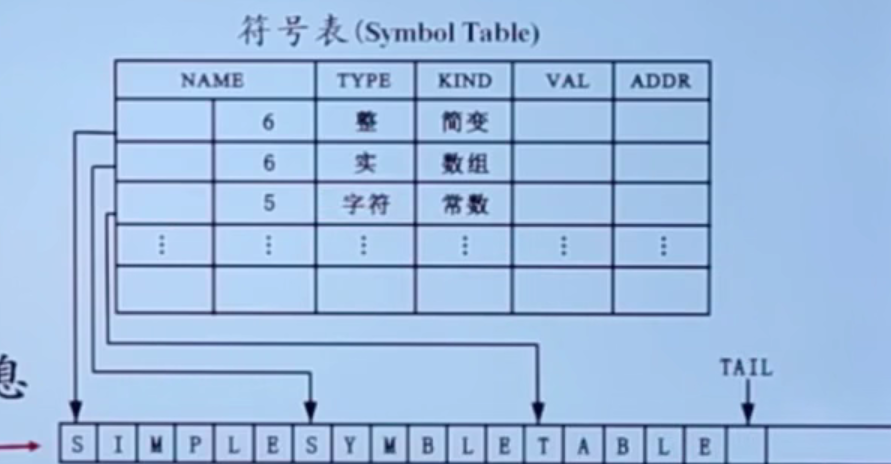 符号表(Symbol Table)
NAME TYPE KIND VAL ADDR
6 整 简变
6 实 数组
5 字符 常数
⋮ ⋮ ⋮ ⋮ ⋮ ⋮
TAIL
息
S I M P L E S Y M B L E T A B L E